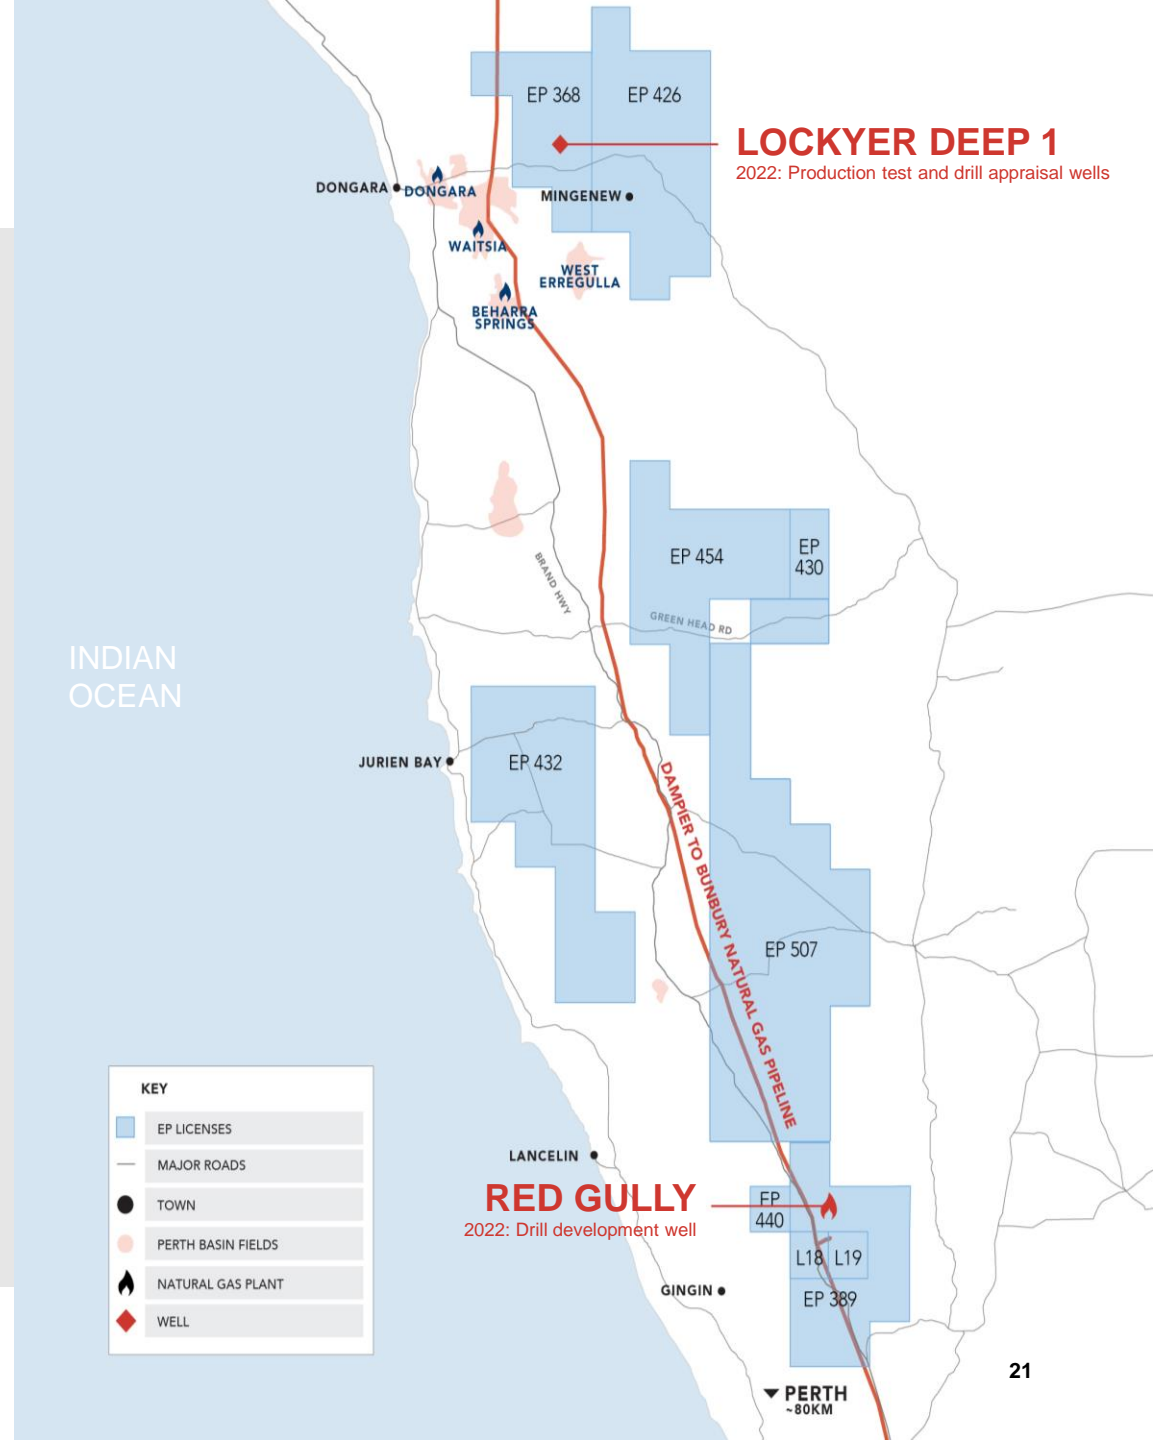 EP 368
EP 426
LOCKYER DEEP 1
2022: Production test and drill appraisal wells
DONGARA
DONGARA
MINGENEW
WAITSIA
WEST
ERREGULLA
BEHARRA
SPRINGS
EP 454
EP
430
BRAND HWY
GREEN HEAD RD
INDIAN
OCEAN
JURIEN BAY
EP 432
DAMPIER TO BUNBURY NATURAL GAS PIPELINE
EP 507
KEY
EP LICENSES
MAJOR ROADS
TOWN
PERTH BASIN FIELDS
NATURAL GAS PLANT
WELL
LANCELIN
RED GULLY
2022: Drill development well
EP
440
L18
L19
GINGIN
EP 389
21
PERTH
~80KM